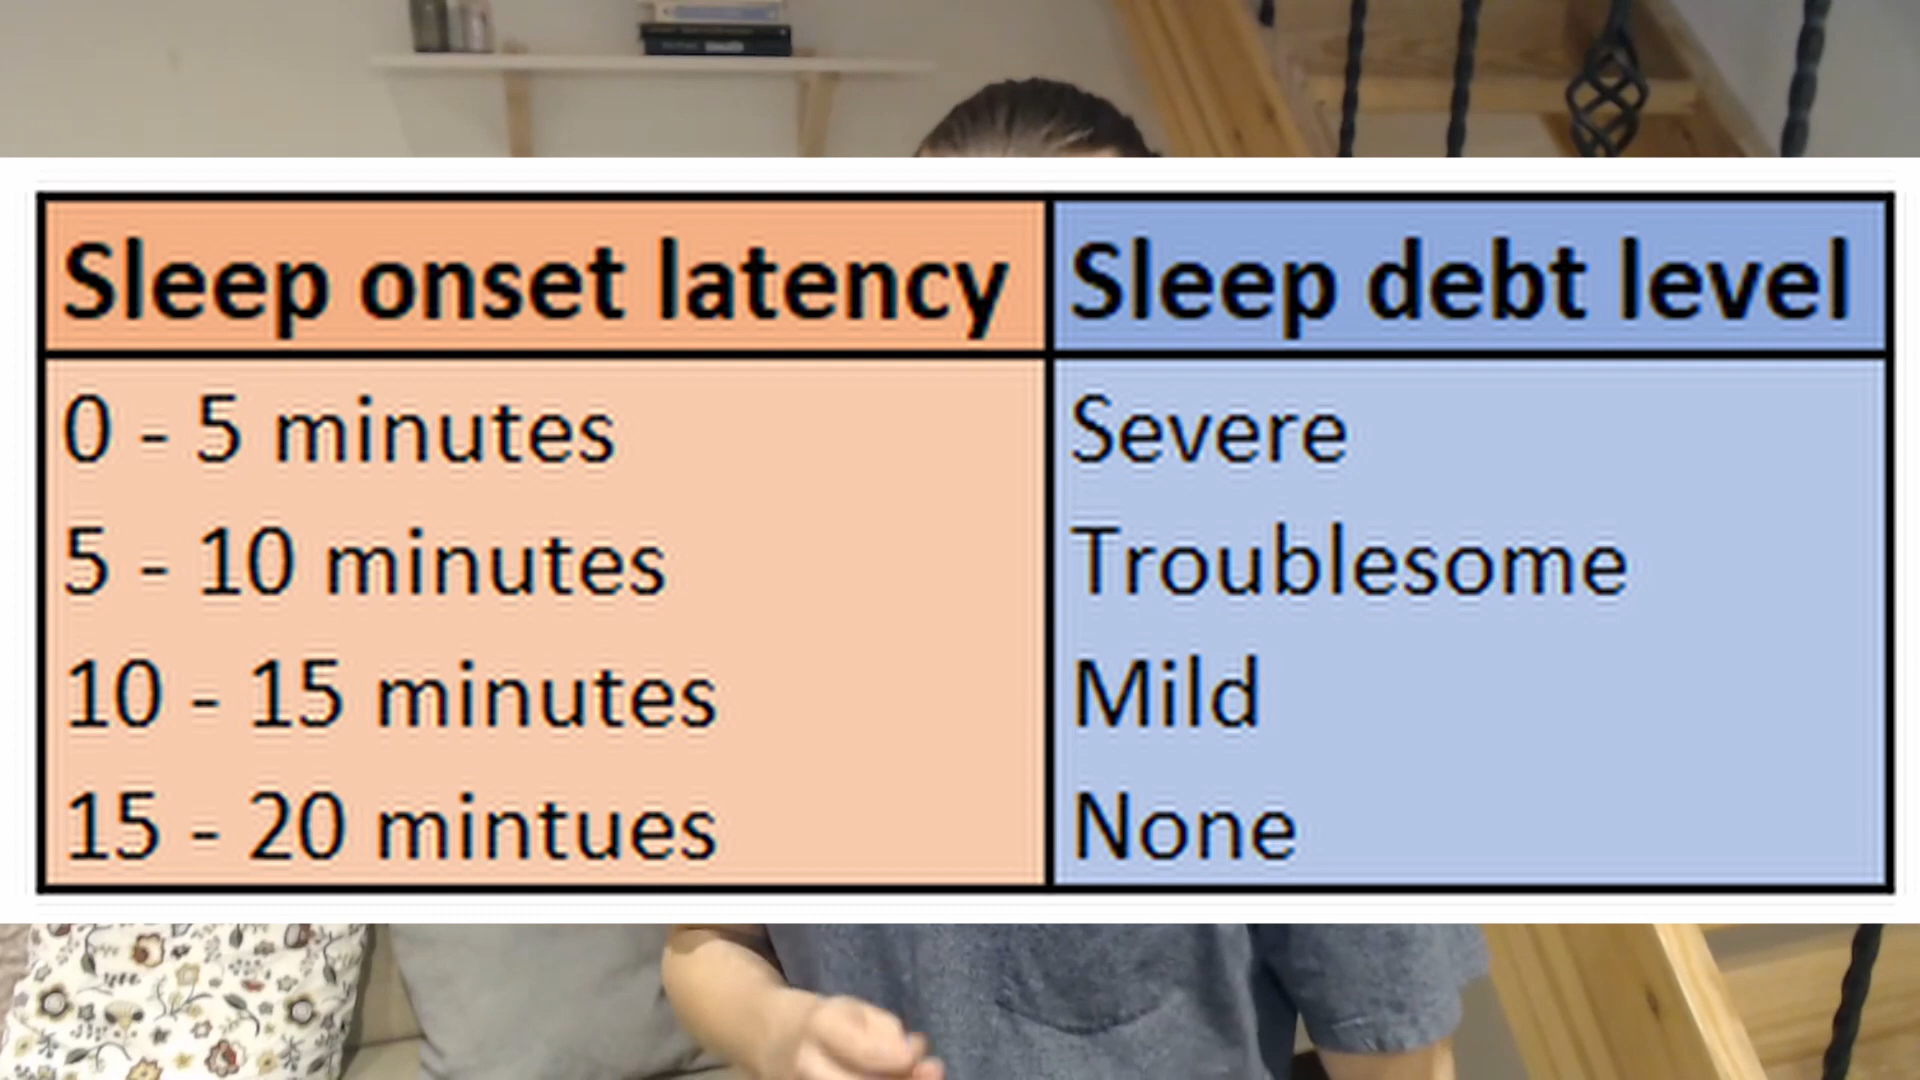 Sleep onset latency Sleep debt level
0 - 5 minutes Severe
5 - 10 minutes Troublesome
10 - 15 minutes Mild
15 - 20 mintues None